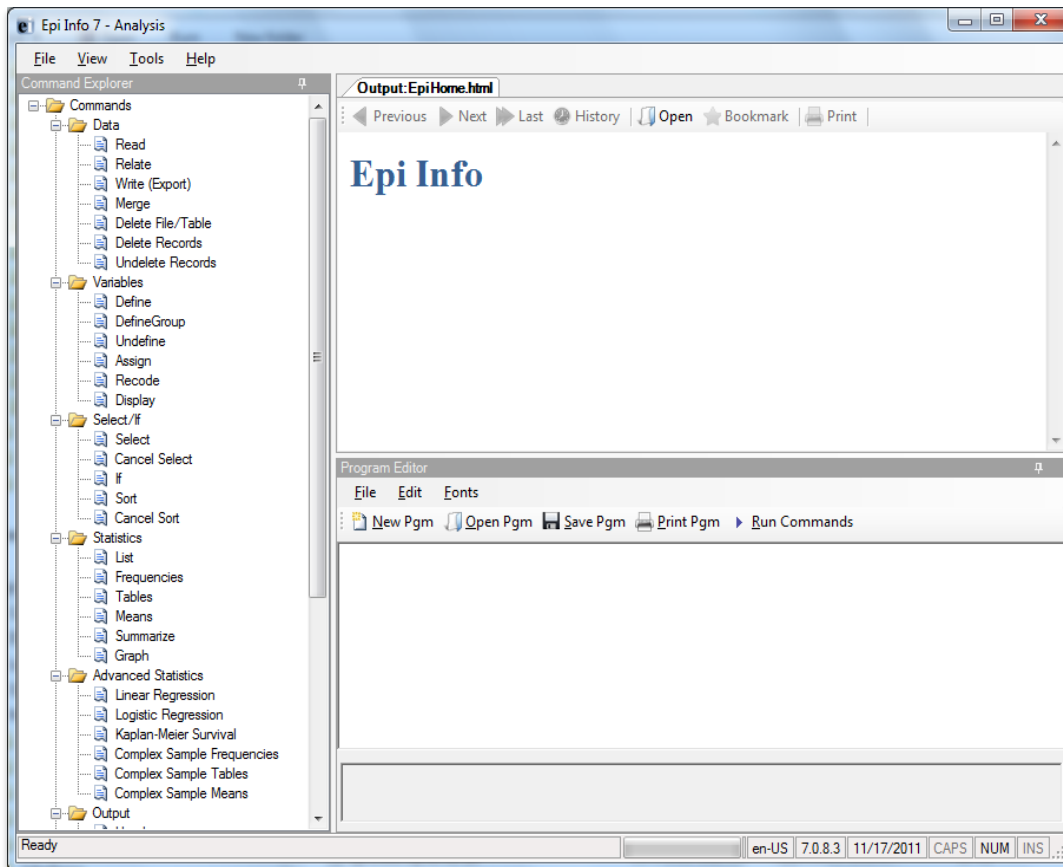 Epi Info 7 - Analysis
File View Tools Help
Command Explorer
Commands
Data
Read
Relate
Write (Export)
Merge
Delete File/Table
Delete Records
Undelete Records
Variables
Define
DefineGroup
Undefine
Assign
Recode
Display
Select/If
Select
Cancel Select
If
Sort
Cancel Sort
Statistics
List
Frequencies
Tables
Means
Summarize
Graph
Advanced Statistics
Linear Regression
Logistic Regression
Kaplan-Meier Survival
Complex Sample Frequencies
Complex Sample Tables
Complex Sample Means
Output
Output:EpiHome.html
Previous Next Last History Open Bookmark Print
Epi Info
Program Editor
File Edit Fonts
New Pgm Open Pgm Save Pgm Print Pgm Run Commands
Ready en-US 7.0.8.3 11/17/2011 CAPS NUM INS